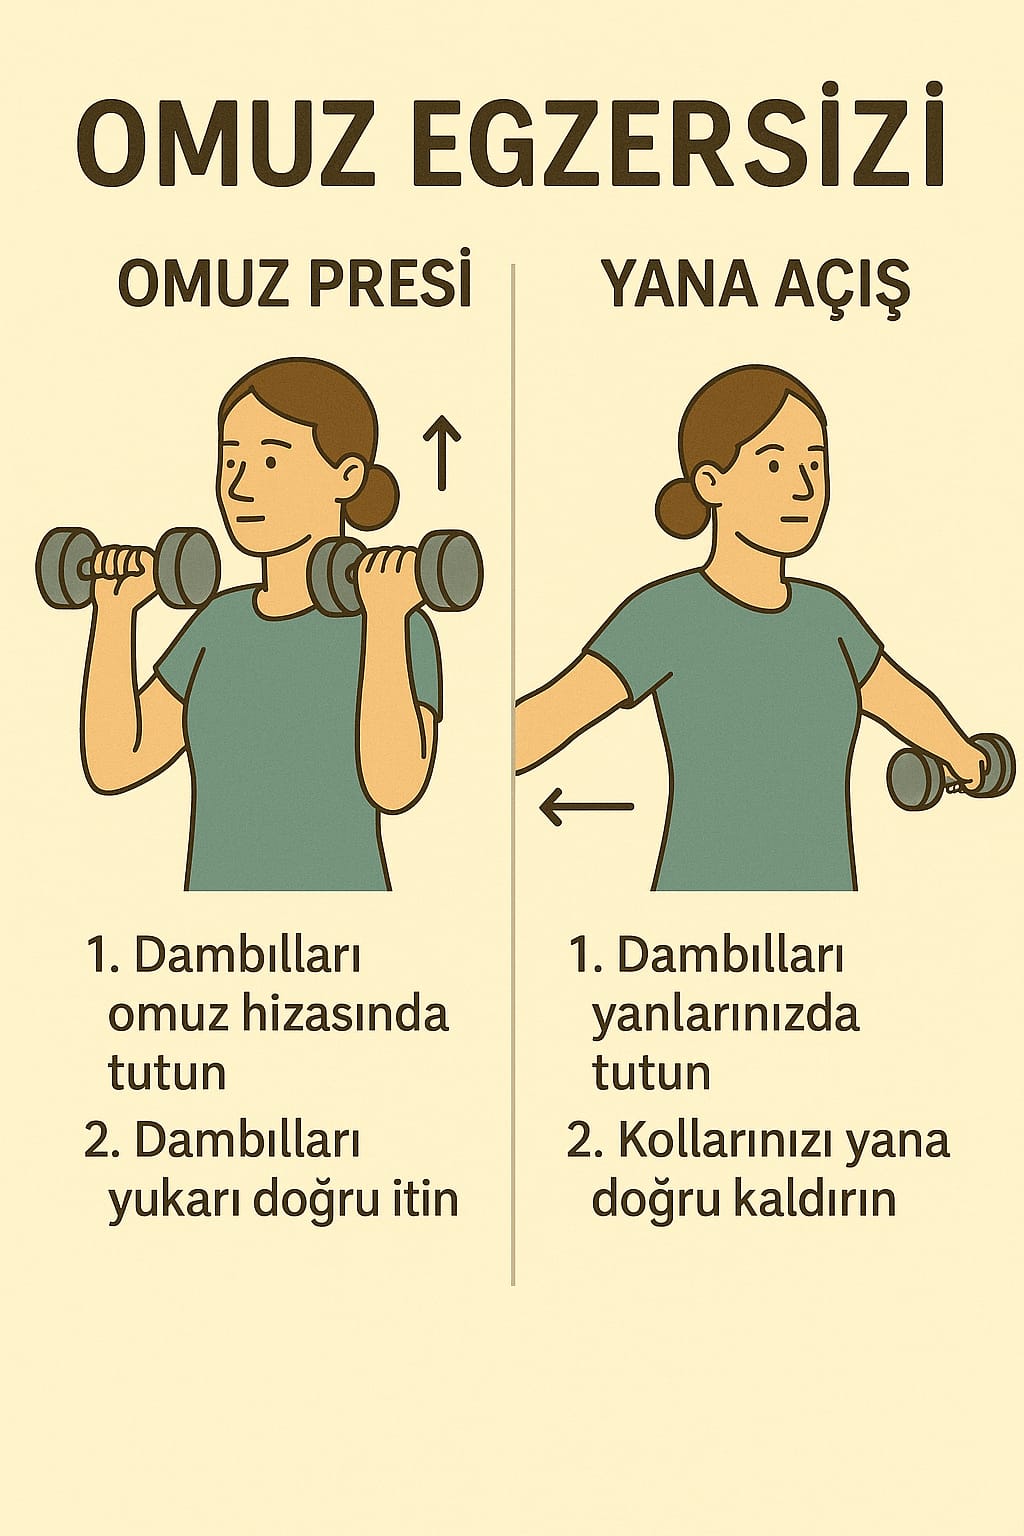 OMUZ EGZERSİZİ
OMUZ PRESİ
1. Dambılları
omuz hizasında
tutun
2. Dambılları
yukarı doğru itin
YANA AÇIŞ
1. Dambılları
yanlarınızda
tutun
2. Kollarınızı yana
doğru kaldırın